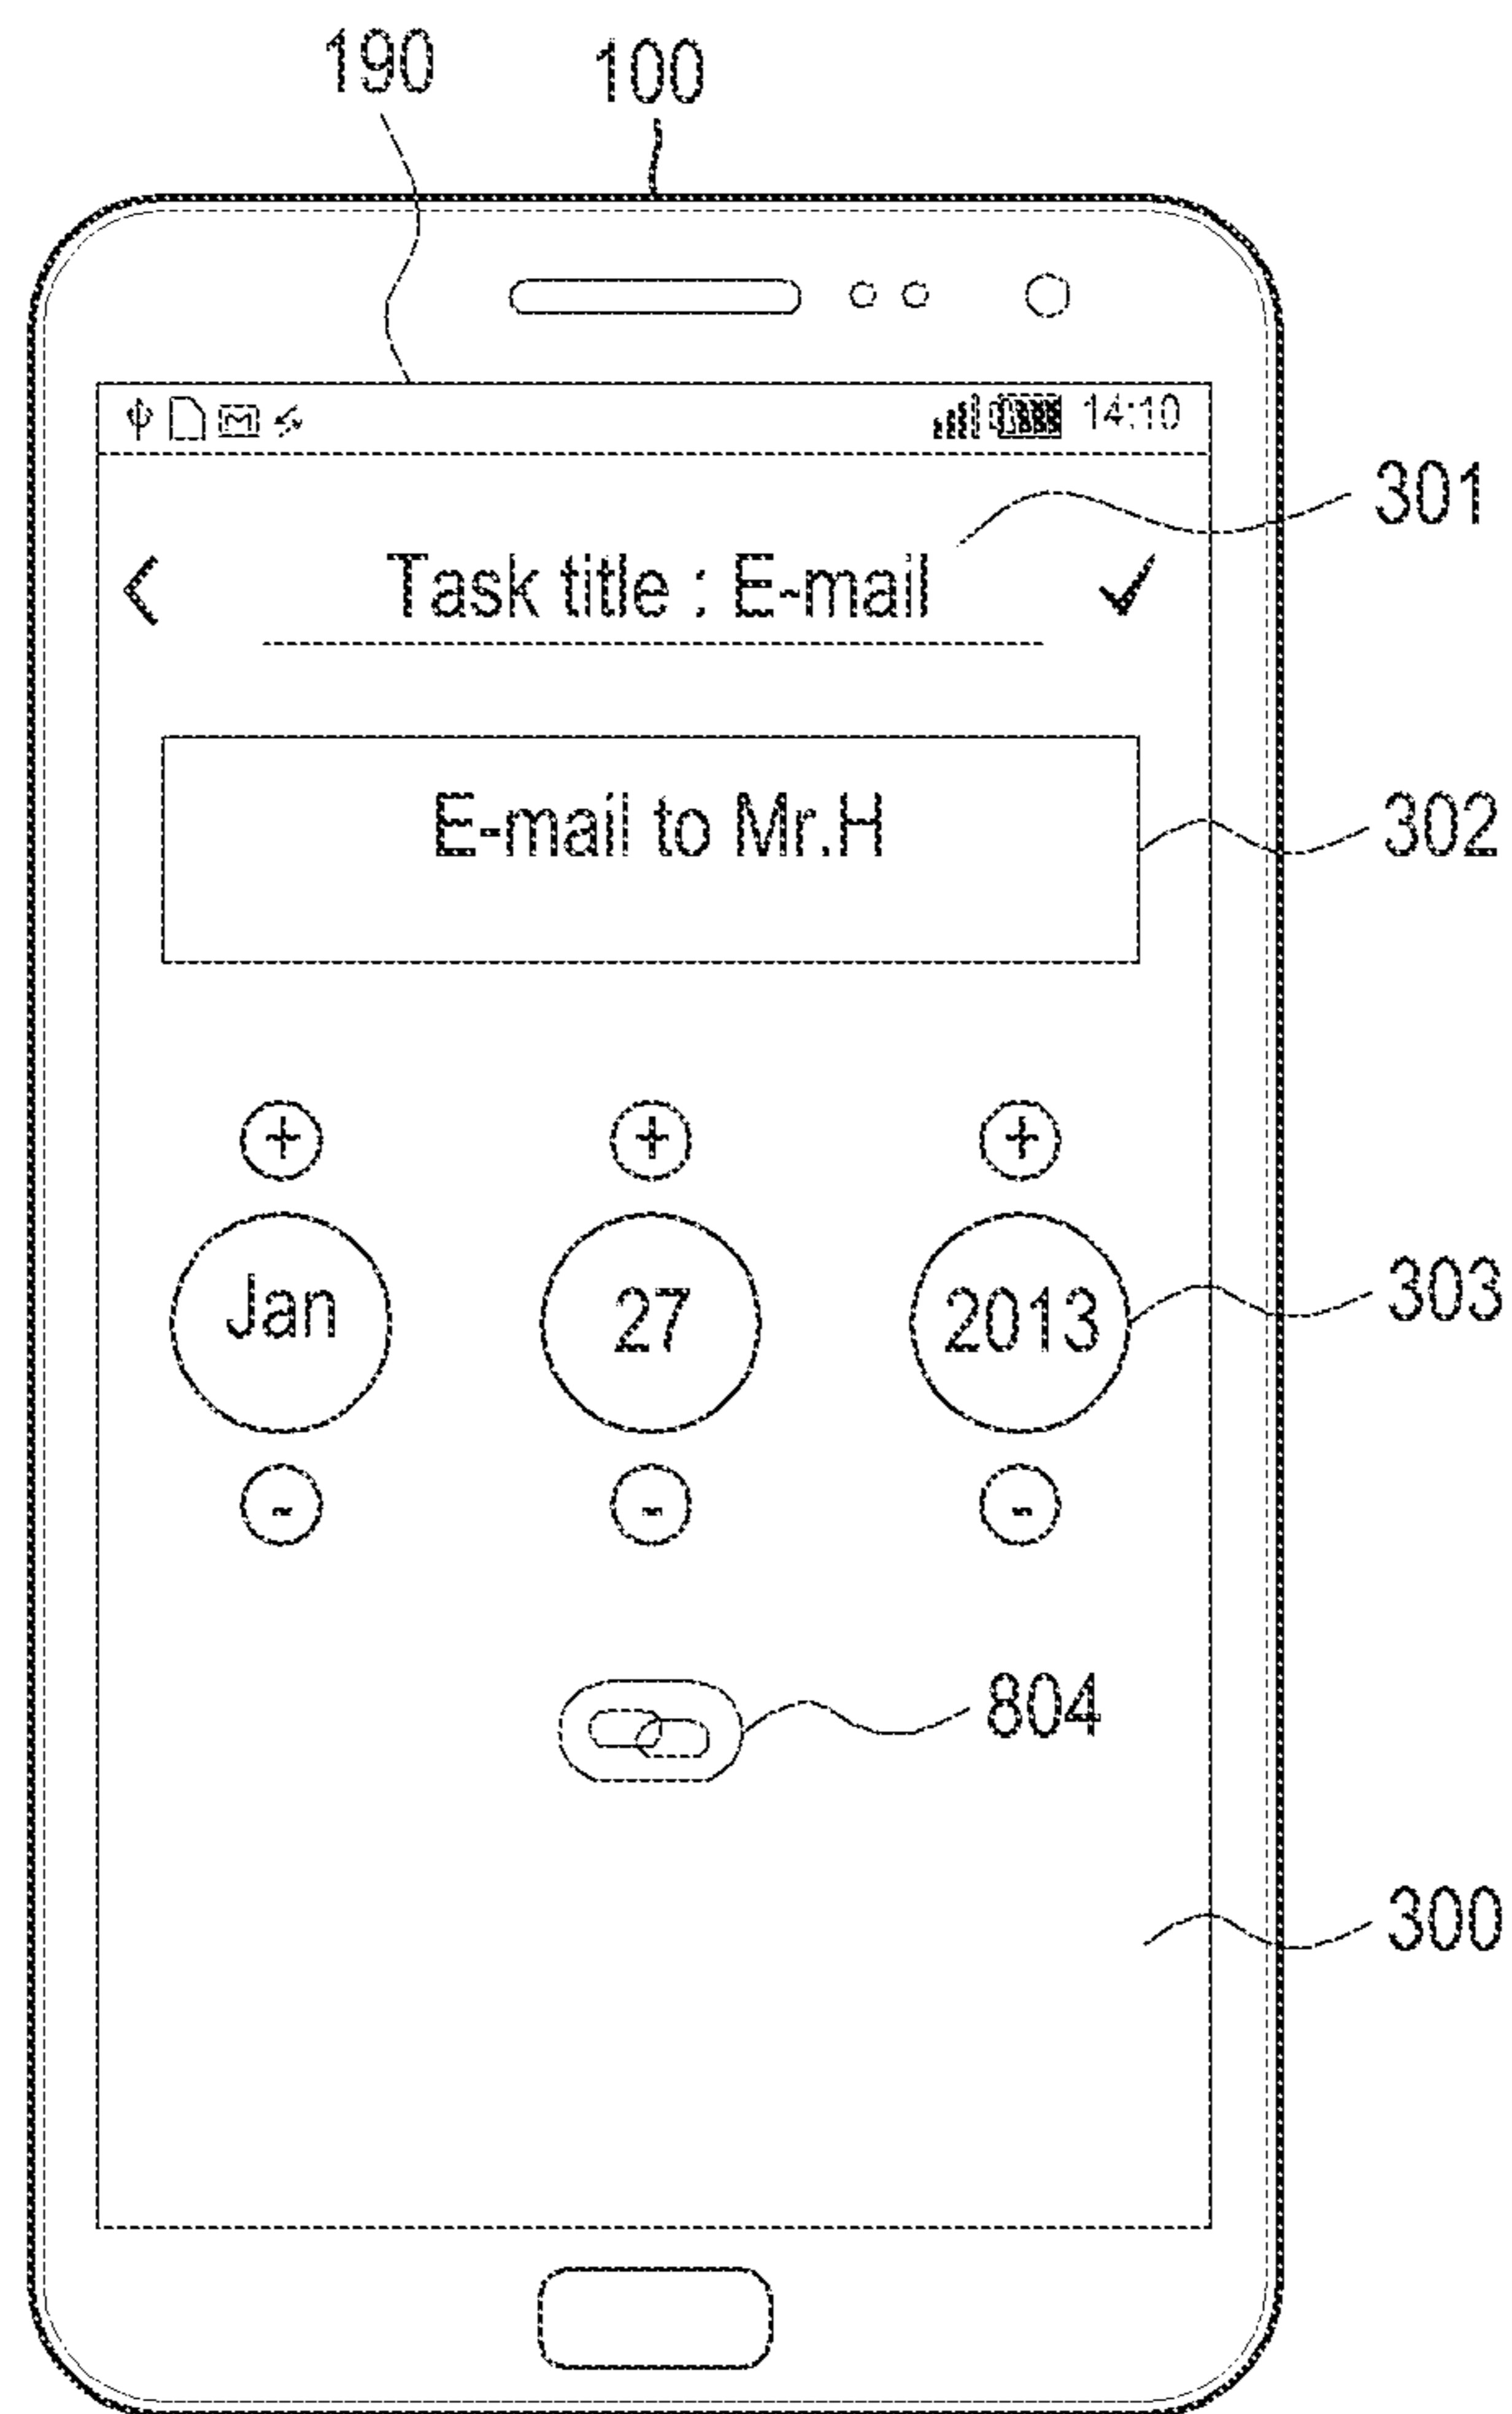 190 100
14:10
301
Task title : E-mail
E-mail to Mr.H
302
+ + +
Jan 27 2013
303
- - -
804
300